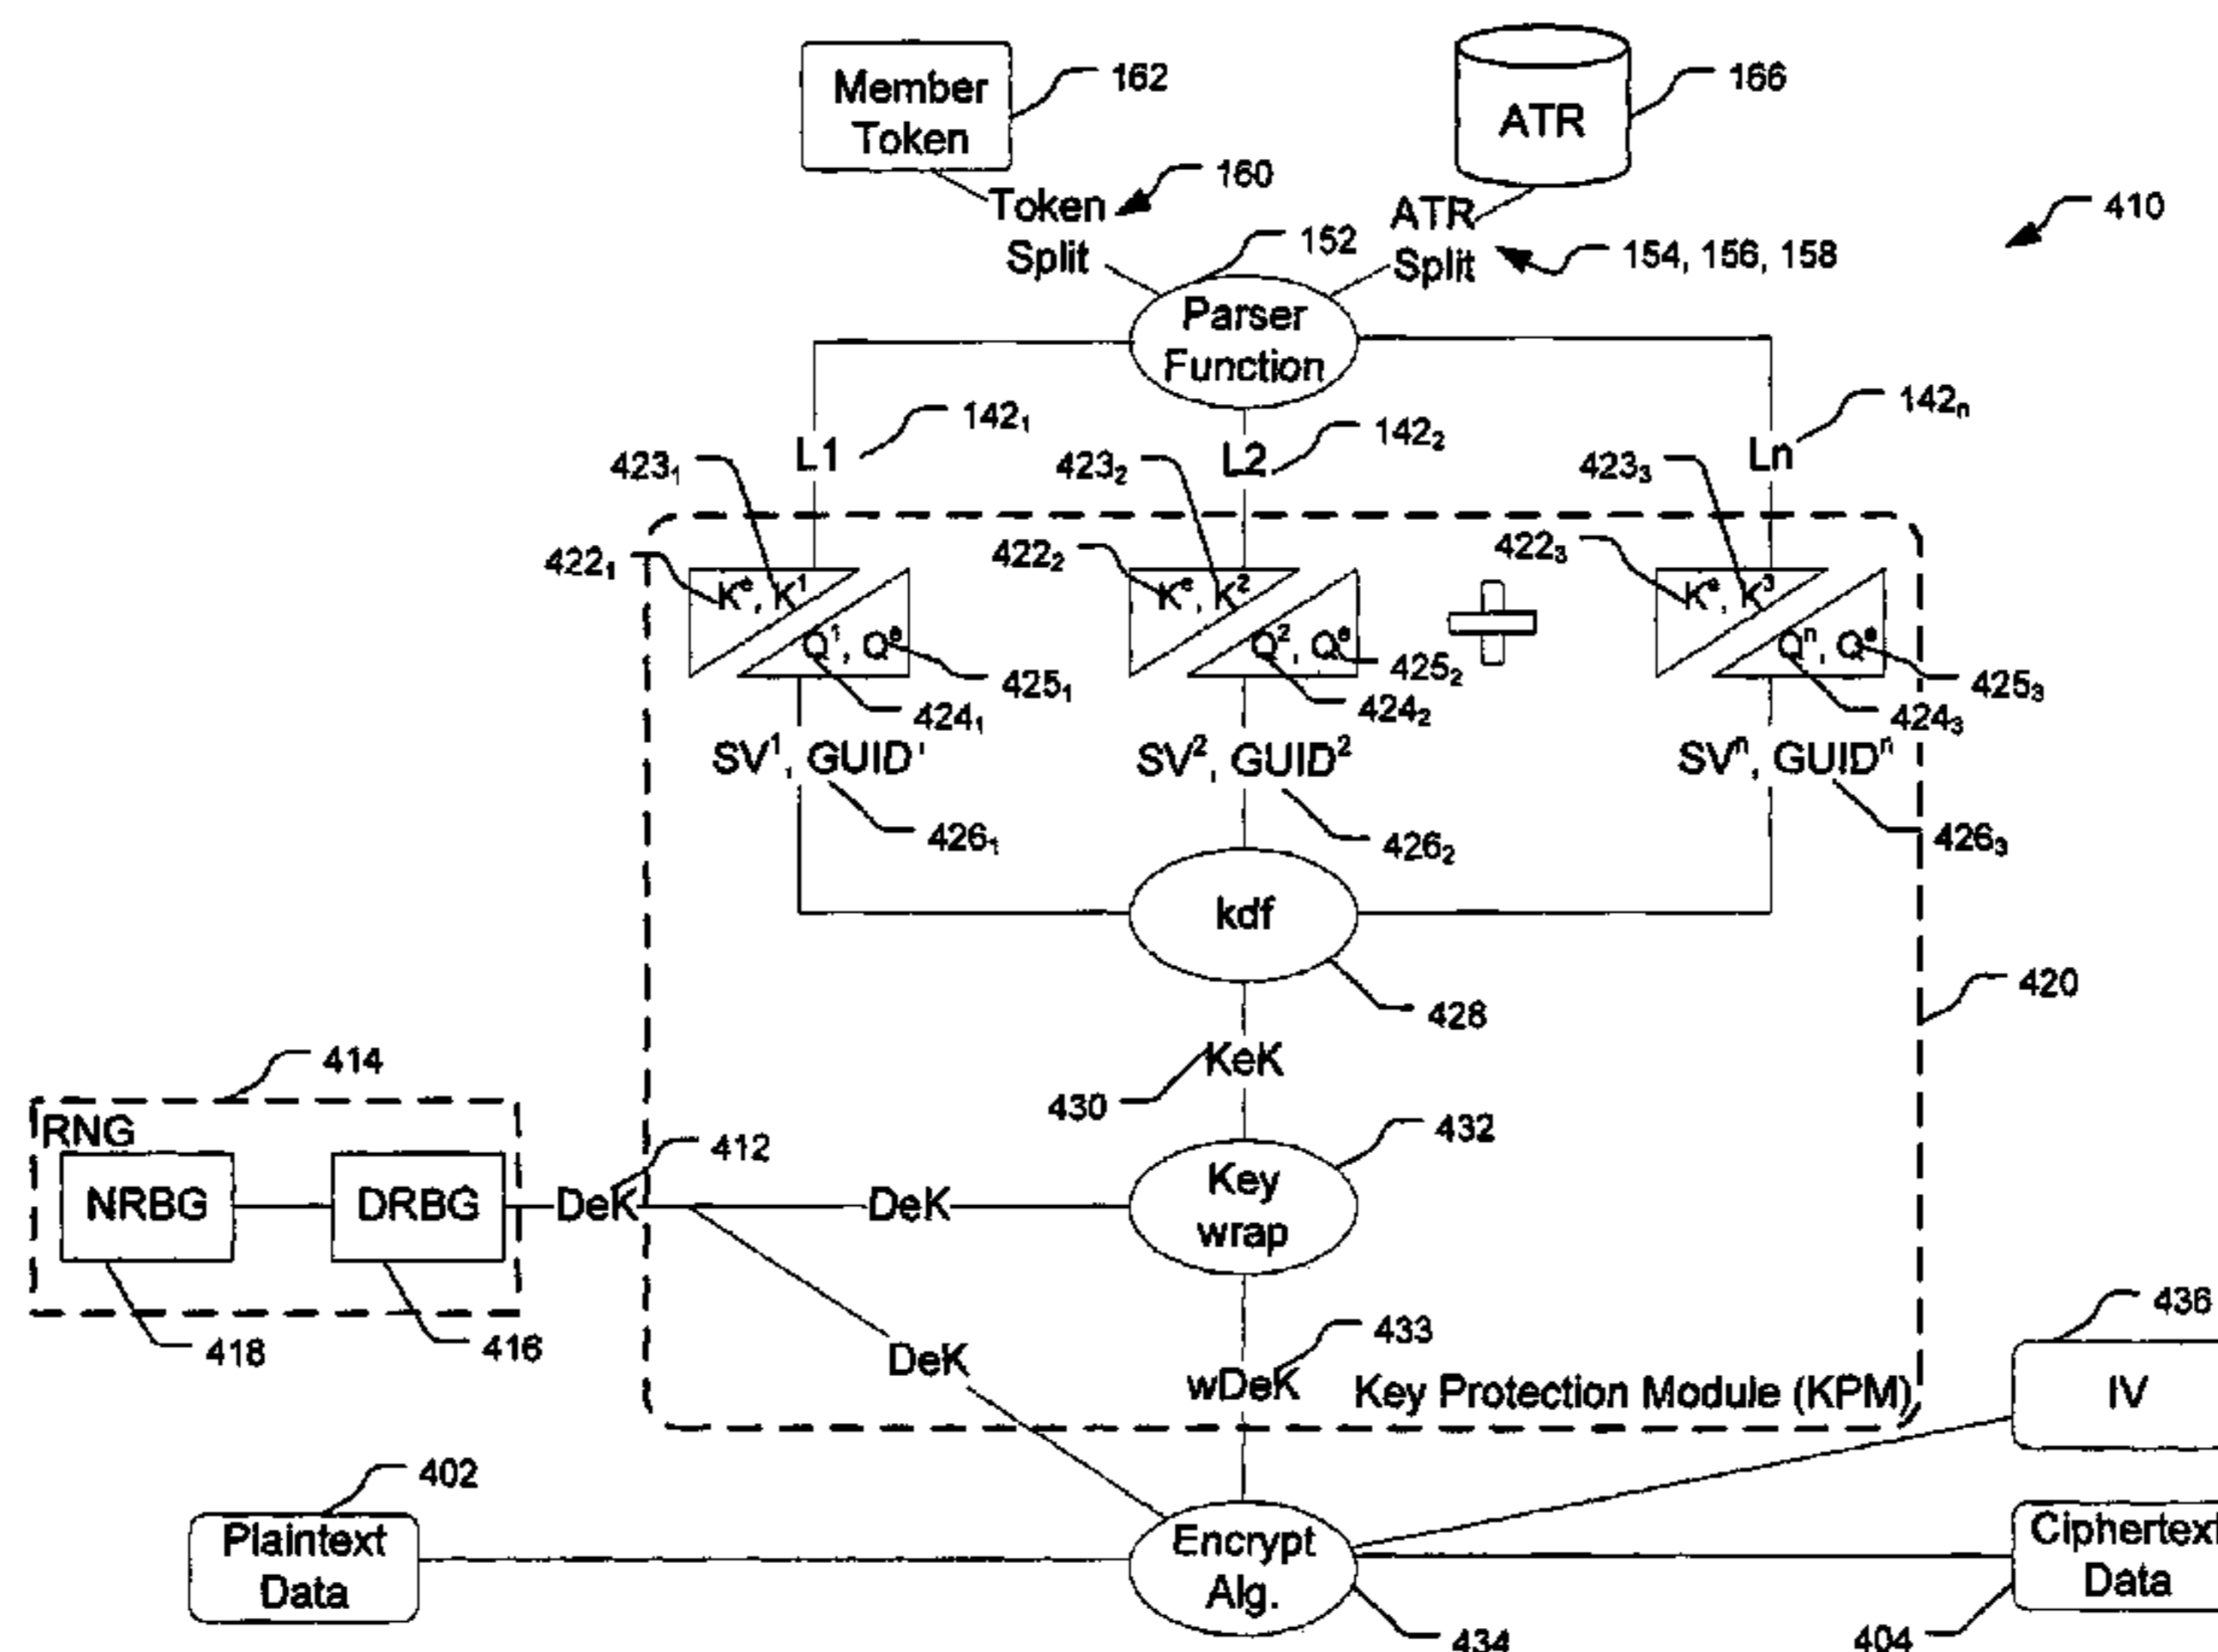 Member
Token
162
ATR
166
160
Token
Split
ATR
Split
154, 156, 158
410
152
Parser
Function
142₁
142₂
142ₙ
L1
L2
Ln
423₁
423₂
423₃
422₁
422₂
422₃
Kᵉ, K¹
Kᵉ, K²
Kᵉ, K³
Q¹, Qᵉ
Q², Qᵉ
Qⁿ, Qᵉ
425₁
425₂
425₃
424₁
424₂
424₃
SV¹, GUID¹
SV², GUID²
SVⁿ, GUIDⁿ
426₁
426₂
426₃
kdf
428
420
KeK
430
414
RNG
NRBG
DRBG
418
416
412
DeK
DeK
432
Key
wrap
DeK
433
wDeK
Key Protection Module (KPM)
436
IV
402
Plaintext
Data
Encrypt
Alg.
434
Ciphertext
Data
404